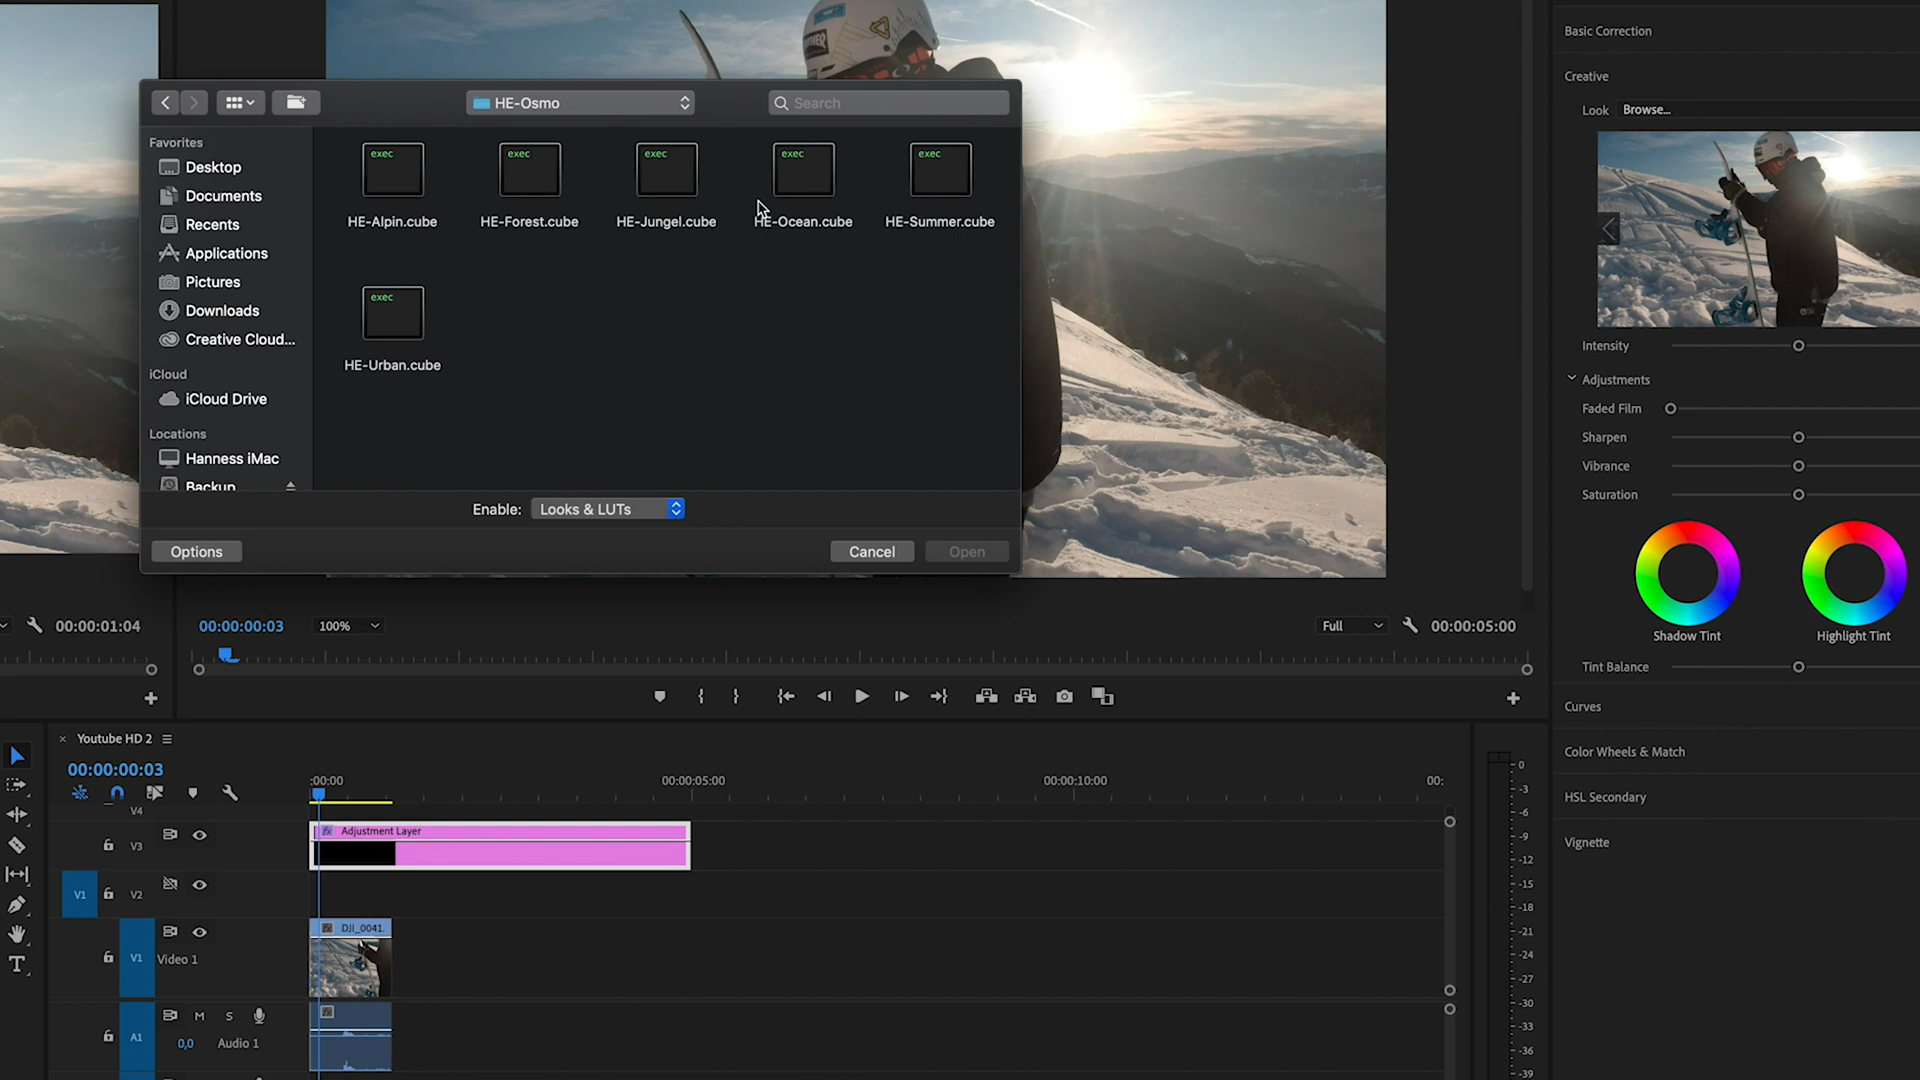 Basic Correction
Creative
Look Browse...
HE-Osmo
Search
Favorites
Desktop
Documents
Recents
Applications
Pictures
Downloads
Creative Cloud...
iCloud
iCloud Drive
Locations
Hanness iMac
Backup
exec
HE-Alpin.cube
exec
HE-Forest.cube
exec
HE-Jungel.cube
exec
HE-Ocean.cube
exec
HE-Summer.cube
exec
HE-Urban.cube
Enable: Looks & LUTs
Options
Cancel
Open
Intensity
Adjustments
Faded Film
Sharpen
Vibrance
Saturation
Shadow Tint
Highlight Tint
Tint Balance
Curves
Color Wheels & Match
HSL Secondary
Vignette
00:00:01:04
00:00:00:03
100%
Full
00:00:05:00
Youtube HD 2
00:00:00:03
:00:00
00:00:05:00
00:00:10:00
00:
V4
V3
fx Adjustment Layer
V1
V2
V1
Video 1
fx DJI_0041.
A1
M
S
0,0
Audio 1
0
-3
-6
-9
-12
-15
-18
-21
-24
-27
-30
-33
-36
-39